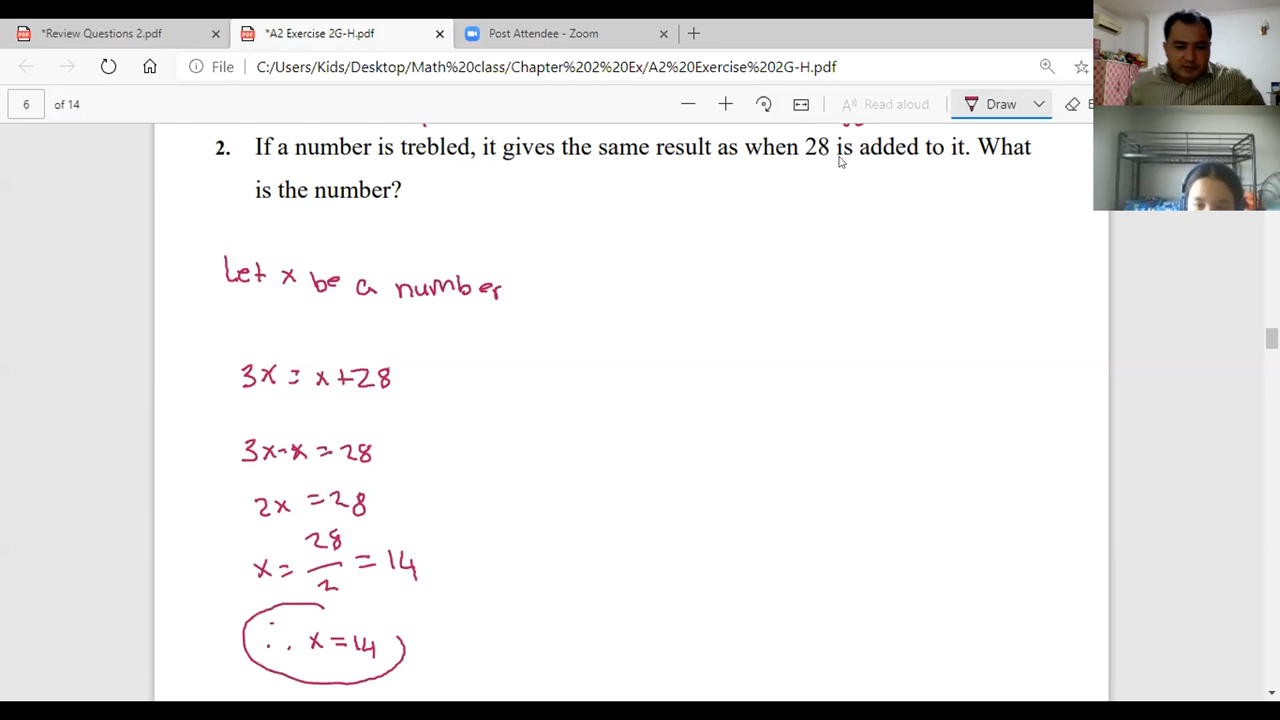 *Review Questions 2.pdf
*A2 Exercise 2G-H.pdf
Post Attendee - Zoom
File C:/Users/Kids/Desktop/Math%20class/Chapter%202%20Ex/A2%20Exercise%202G-H.pdf
6 of 14
Read aloud
Draw
2. If a number is trebled, it gives the same result as when 28 is added to it. What
is the number?
Let x be a number
3x = x+28
3x-x = 28
2x = 28
x = 28/2 = 14
∴ x = 14